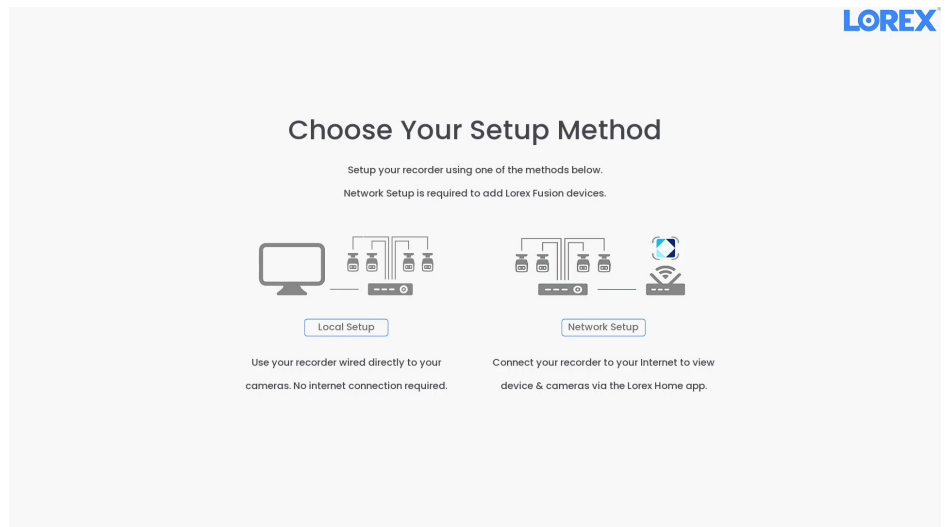 LOREX
Choose Your Setup Method
Setup your recorder using one of the methods below.
Network Setup is required to add Lorex Fusion devices.
Local Setup
Use your recorder wired directly to your
cameras. No internet connection required.
Network Setup
Connect your recorder to your Internet to view
device & cameras via the Lorex Home app.